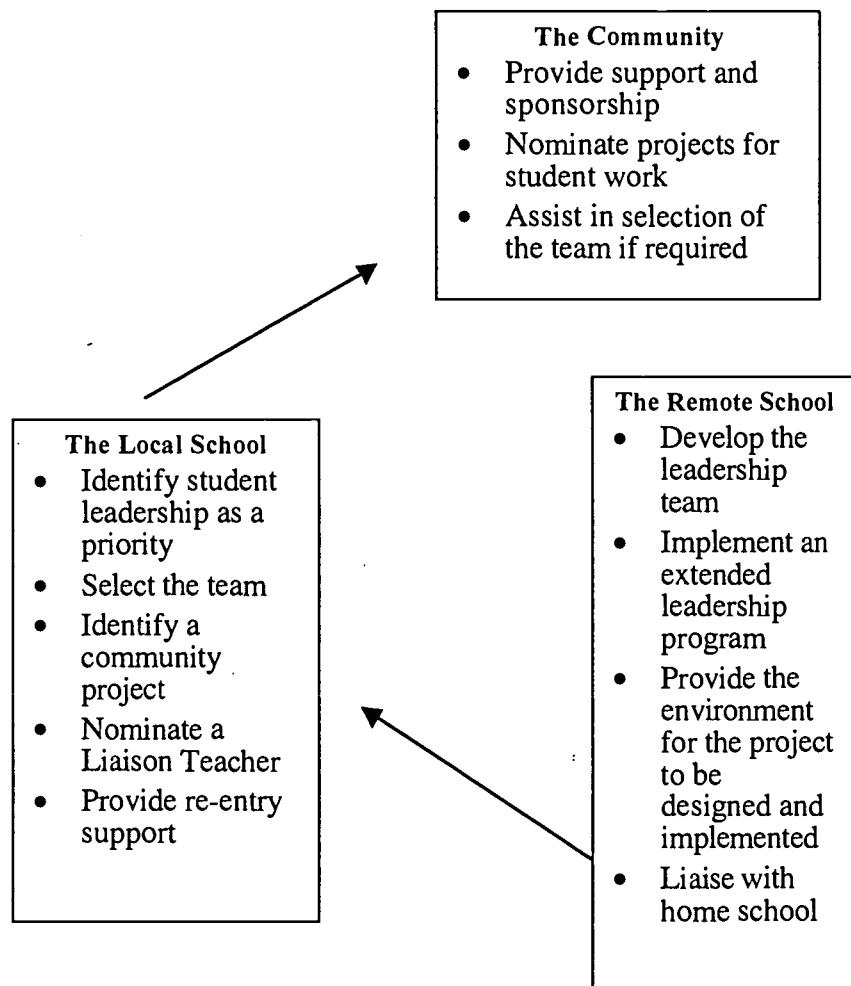 The Community
• Provide support and
sponsorship
• Nominate projects for
student work
• Assist in selection of
the team if required
The Local School
• Identify student
leadership as a
priority
• Select the team
• Identify a
community
project
• Nominate a
Liaison Teacher
• Provide re-entry
support
The Remote School
• Develop the
leadership
team
• Implement an
extended
leadership
program
• Provide the
environment
for the project
to be
designed and
implemented
• Liaise with
home school